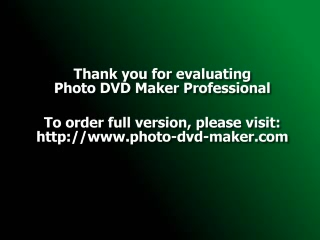 Thank you for evaluating
Photo DVD Maker Professional
To order full version, please visit:
http://www.photo-dvd-maker.com